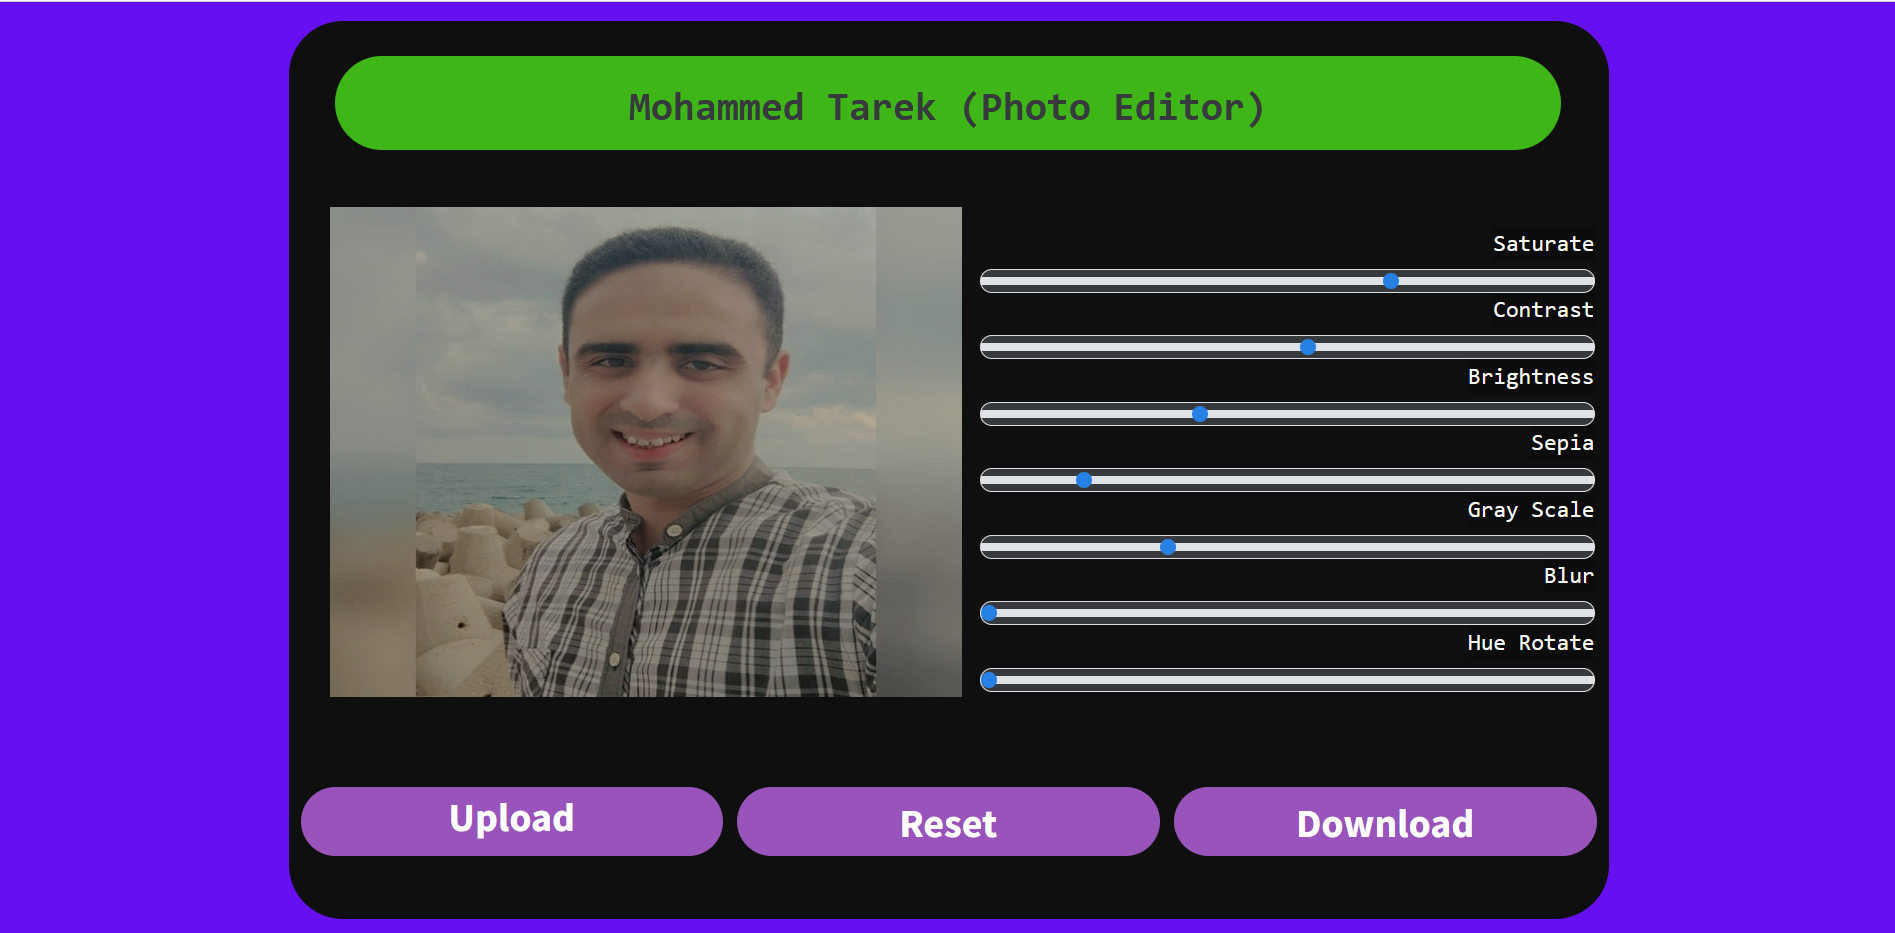 Mohammed Tarek (Photo Editor)
Saturate
Contrast
Brightness
Sepia
Gray Scale
Blur
Hue Rotate
Upload
Reset
Download